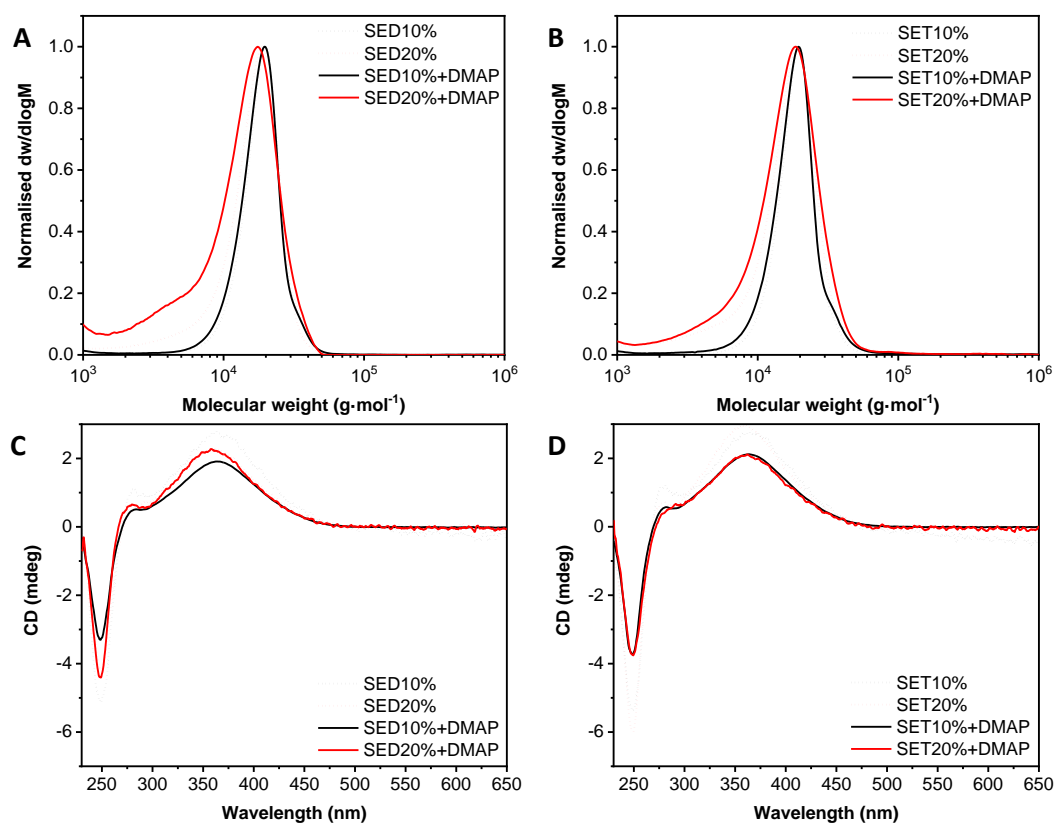 A
SED10%
SED20%
SED10%+DMAP
SED20%+DMAP
1.0
0.8
0.6
0.4
0.2
0.0
Normalised dw/dlogM
10³ 10⁴ 10⁵ 10⁶
Molecular weight (g·mol⁻¹)
B
SET10%
SET20%
SET10%+DMAP
SET20%+DMAP
1.0
0.8
0.6
0.4
0.2
0.0
Normalised dw/dlogM
10³ 10⁴ 10⁵ 10⁶
Molecular weight (g·mol⁻¹)
C
2
0
-2
-4
-6
CD (mdeg)
SED10%
SED20%
SED10%+DMAP
SED20%+DMAP
250 300 350 400 450 500 550 600 650
Wavelength (nm)
D
2
0
-2
-4
-6
CD (mdeg)
SET10%
SET20%
SET10%+DMAP
SET20%+DMAP
250 300 350 400 450 500 550 600 650
Wavelength (nm)